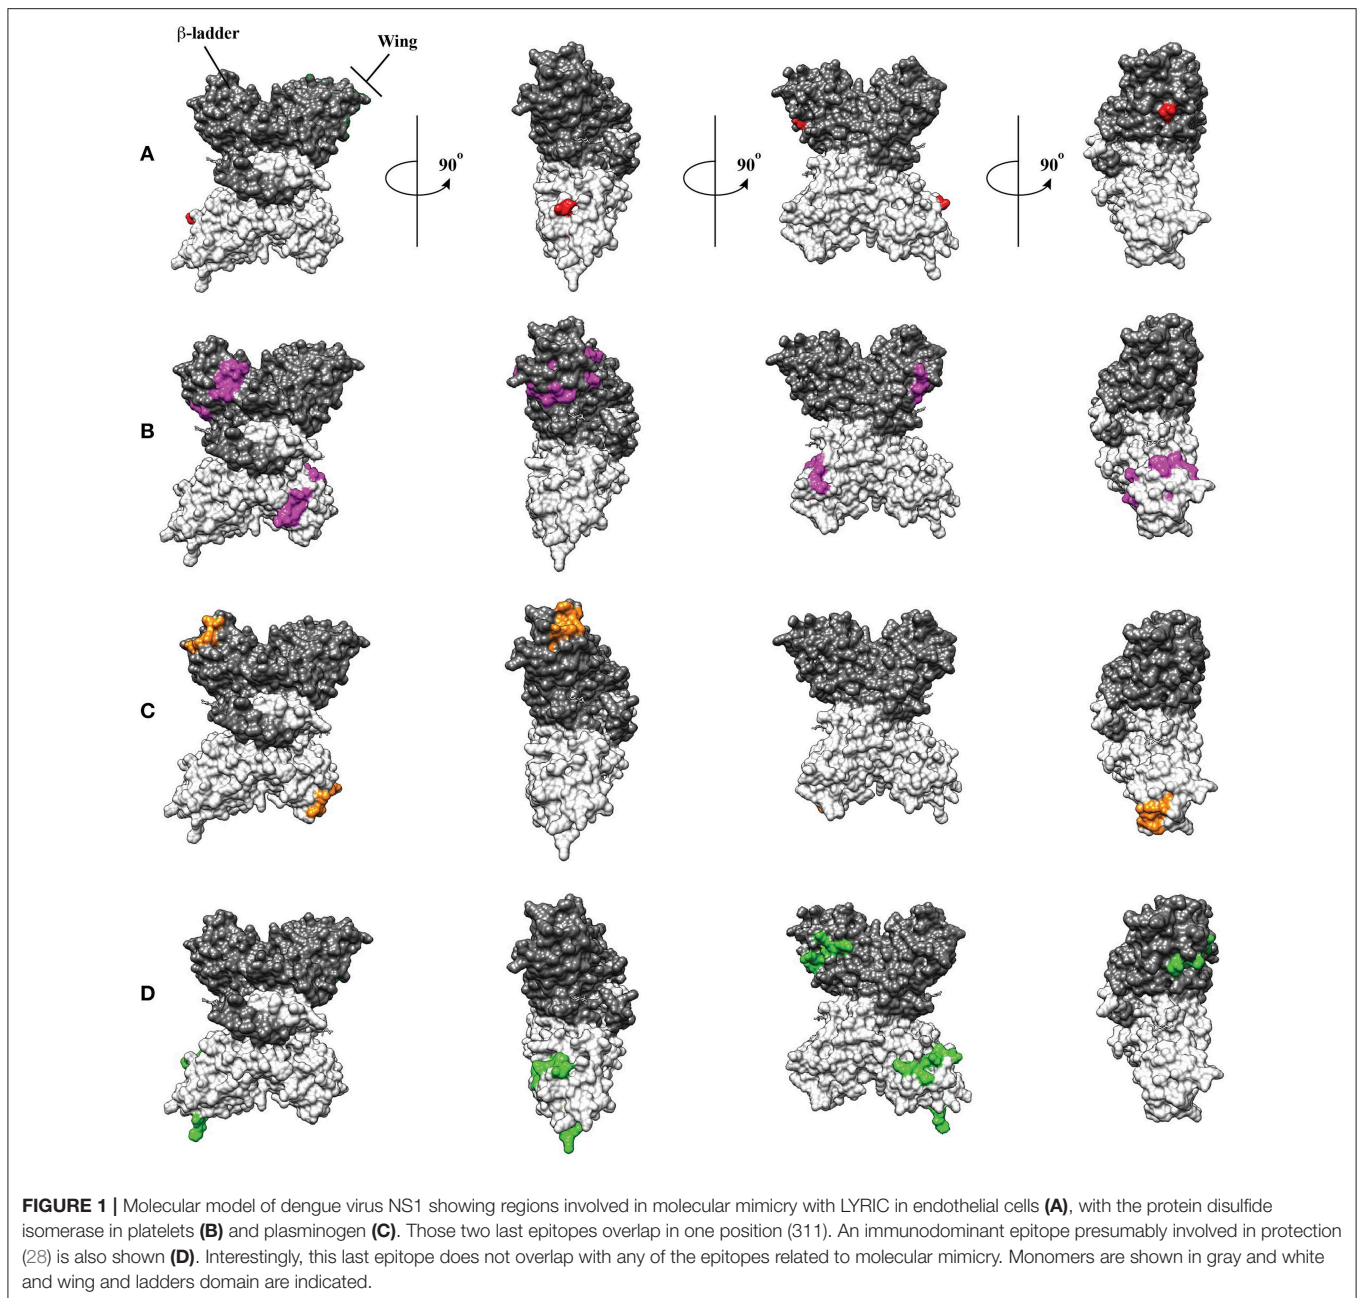 β-ladder
Wing
A
90°
90°
90°
B
C
D
FIGURE 1 | Molecular model of dengue virus NS1 showing regions involved in molecular mimicry with LYRIC in endothelial cells (A), with the protein disulfide
isomerase in platelets (B) and plasminogen (C). Those two last epitopes overlap in one position (311). An immunodominant epitope presumably involved in protection
(28) is also shown (D). Interestingly, this last epitope does not overlap with any of the epitopes related to molecular mimicry. Monomers are shown in gray and white
and wing and ladders domain are indicated.